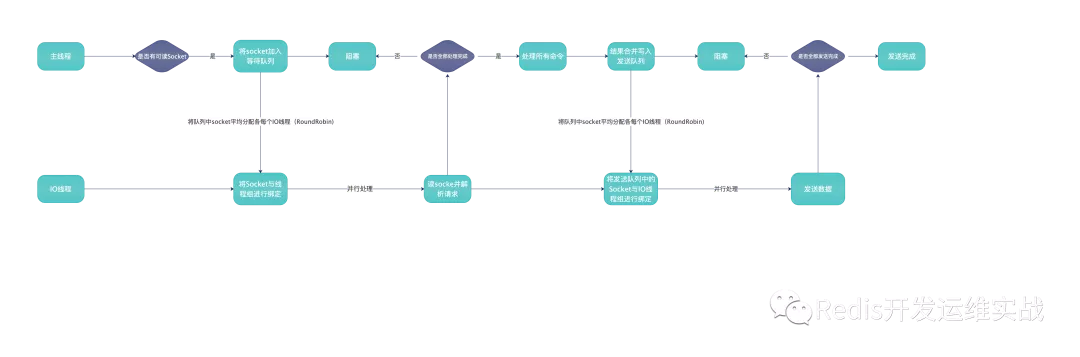 主线程
是否有可读Socket
是
将socket加入
等待队列
阻塞
否
是否全部处理完成
是
处理所有命令
结果合并写入
发送队列
阻塞
否
是否全部发送完成
发送完成
将队列中socket平均分配各每个IO线程（RoundRobin）
将队列中socket平均分配各每个IO线程（RoundRobin）
IO线程
将Socket与线
程组进行绑定
并行处理
读socke并解
析请求
将发送队列中的
Socket与IO线
程组进行绑定
并行处理
发送数据
Redis开发运维实战